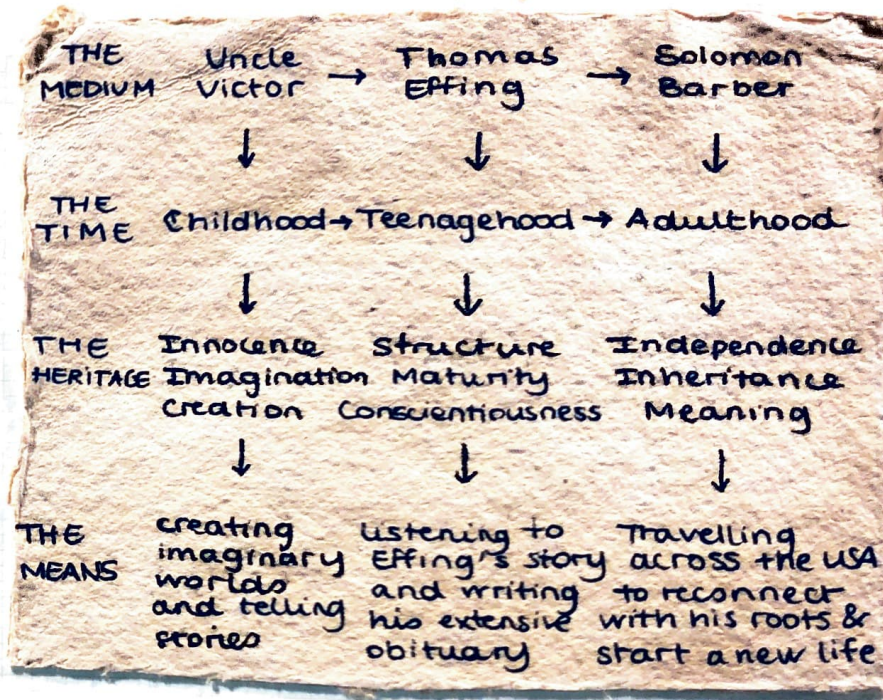 THE Uncle Thomas Solomon
MEDIUM Victor → Effing → Barber
↓ ↓ ↓
THE
TIME Childhood → Teenagehood → Adulthood
↓ ↓ ↓
THE Innocence Structure Independence
HERITAGE Imagination Maturity Inheritance
Creation Conscientiousness Meaning
↓ ↓ ↓
THE creating Listening to Travelling
MEANS imaginary Effing's story across the USA
worlds and writing to reconnect
and telling his extensive with his roots &
stories obituary start a new life